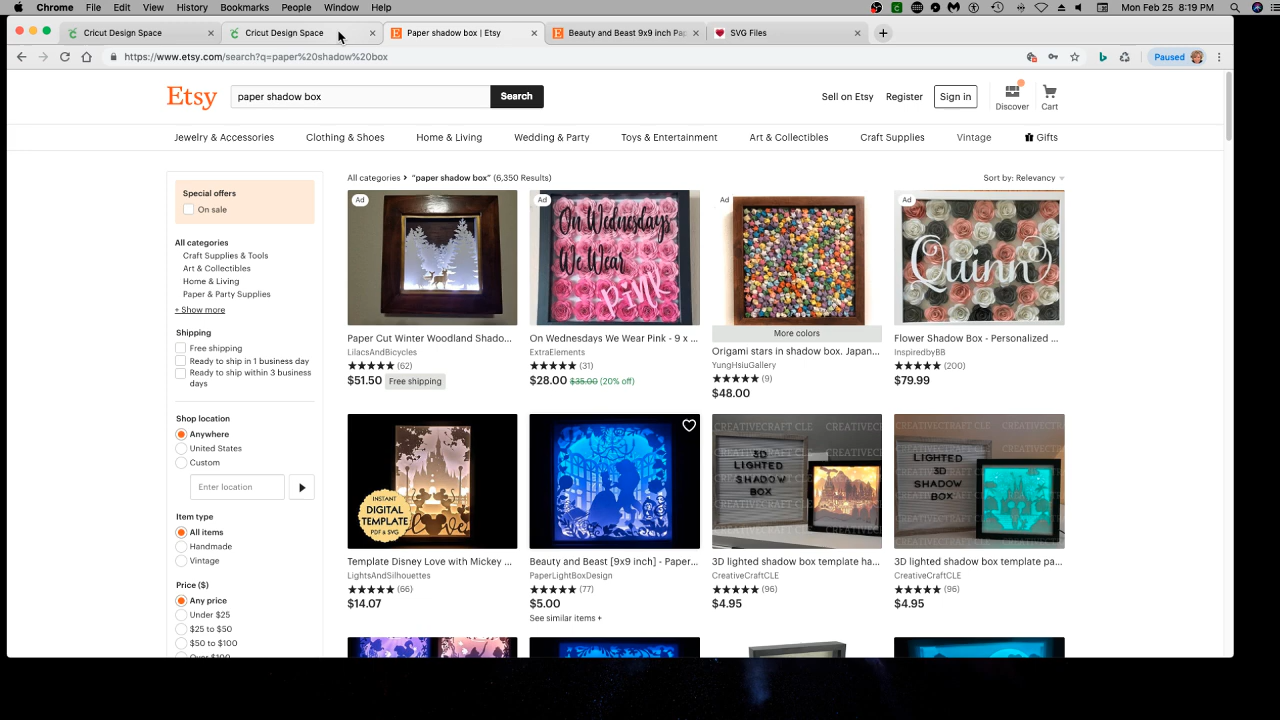 Chrome File Edit View History Bookmarks People Window Help Mon Feb 25 8:19 PM
Cricut Design Space Cricut Design Space Paper shadow box | Etsy Beauty and Beast 9x9 inch Pap SVG Files
https://www.etsy.com/search?q=paper%20shadow%20box Paused
Etsy paper shadow box Search Sell on Etsy Register Sign in Discover Cart
Jewelry & Accessories Clothing & Shoes Home & Living Wedding & Party Toys & Entertainment Art & Collectibles Craft Supplies Vintage Gifts
Special offers
On sale
All categories
Craft Supplies & Tools
Art & Collectibles
Home & Living
Paper & Party Supplies
+ Show more
Shipping
Free shipping
Ready to ship in 1 business day
Ready to ship within 3 business
days
Shop location
Anywhere
United States
Custom
Enter location
Item type
All items
Handmade
Vintage
Price ($)
Any price
Under $25
$25 to $50
$50 to $100
Over $100
All categories > "paper shadow box" (6,350 Results) Sort by: Relevancy
Ad
Paper Cut Winter Woodland Shado...
LilacsAndBicycles
(62)
$51.50 Free shipping
Ad
On Wednesdays
We Wear
pink
On Wednesdays We Wear Pink - 9 x ...
ExtraElements
(31)
$28.00 $35.00 (20% off)
Ad
More colors
Origami stars in shadow box. Japan...
YungHsiuGallery
(9)
$48.00
Ad
Quinn
Flower Shadow Box - Personalized ...
InspiredbyBB
(200)
$79.99
INSTANT
DIGITAL
TEMPLATE
PDF & SVG
Love
Template Disney Love with Mickey ...
LightsAndSilhouettes
(66)
$14.07
Beauty and Beast [9x9 inch] - Paper...
PaperLightBoxDesign
(77)
$5.00
See similar items +
CREATIVECRAFT CLE
3D
LIGHTED
SHADOW
BOX
3D lighted shadow box template ha...
CreativeCraftCLE
(96)
$4.95
LIGHTED
3D
SHADOW
BOX
3D lighted shadow box template pa...
CreativeCraftCLE
(96)
$4.95